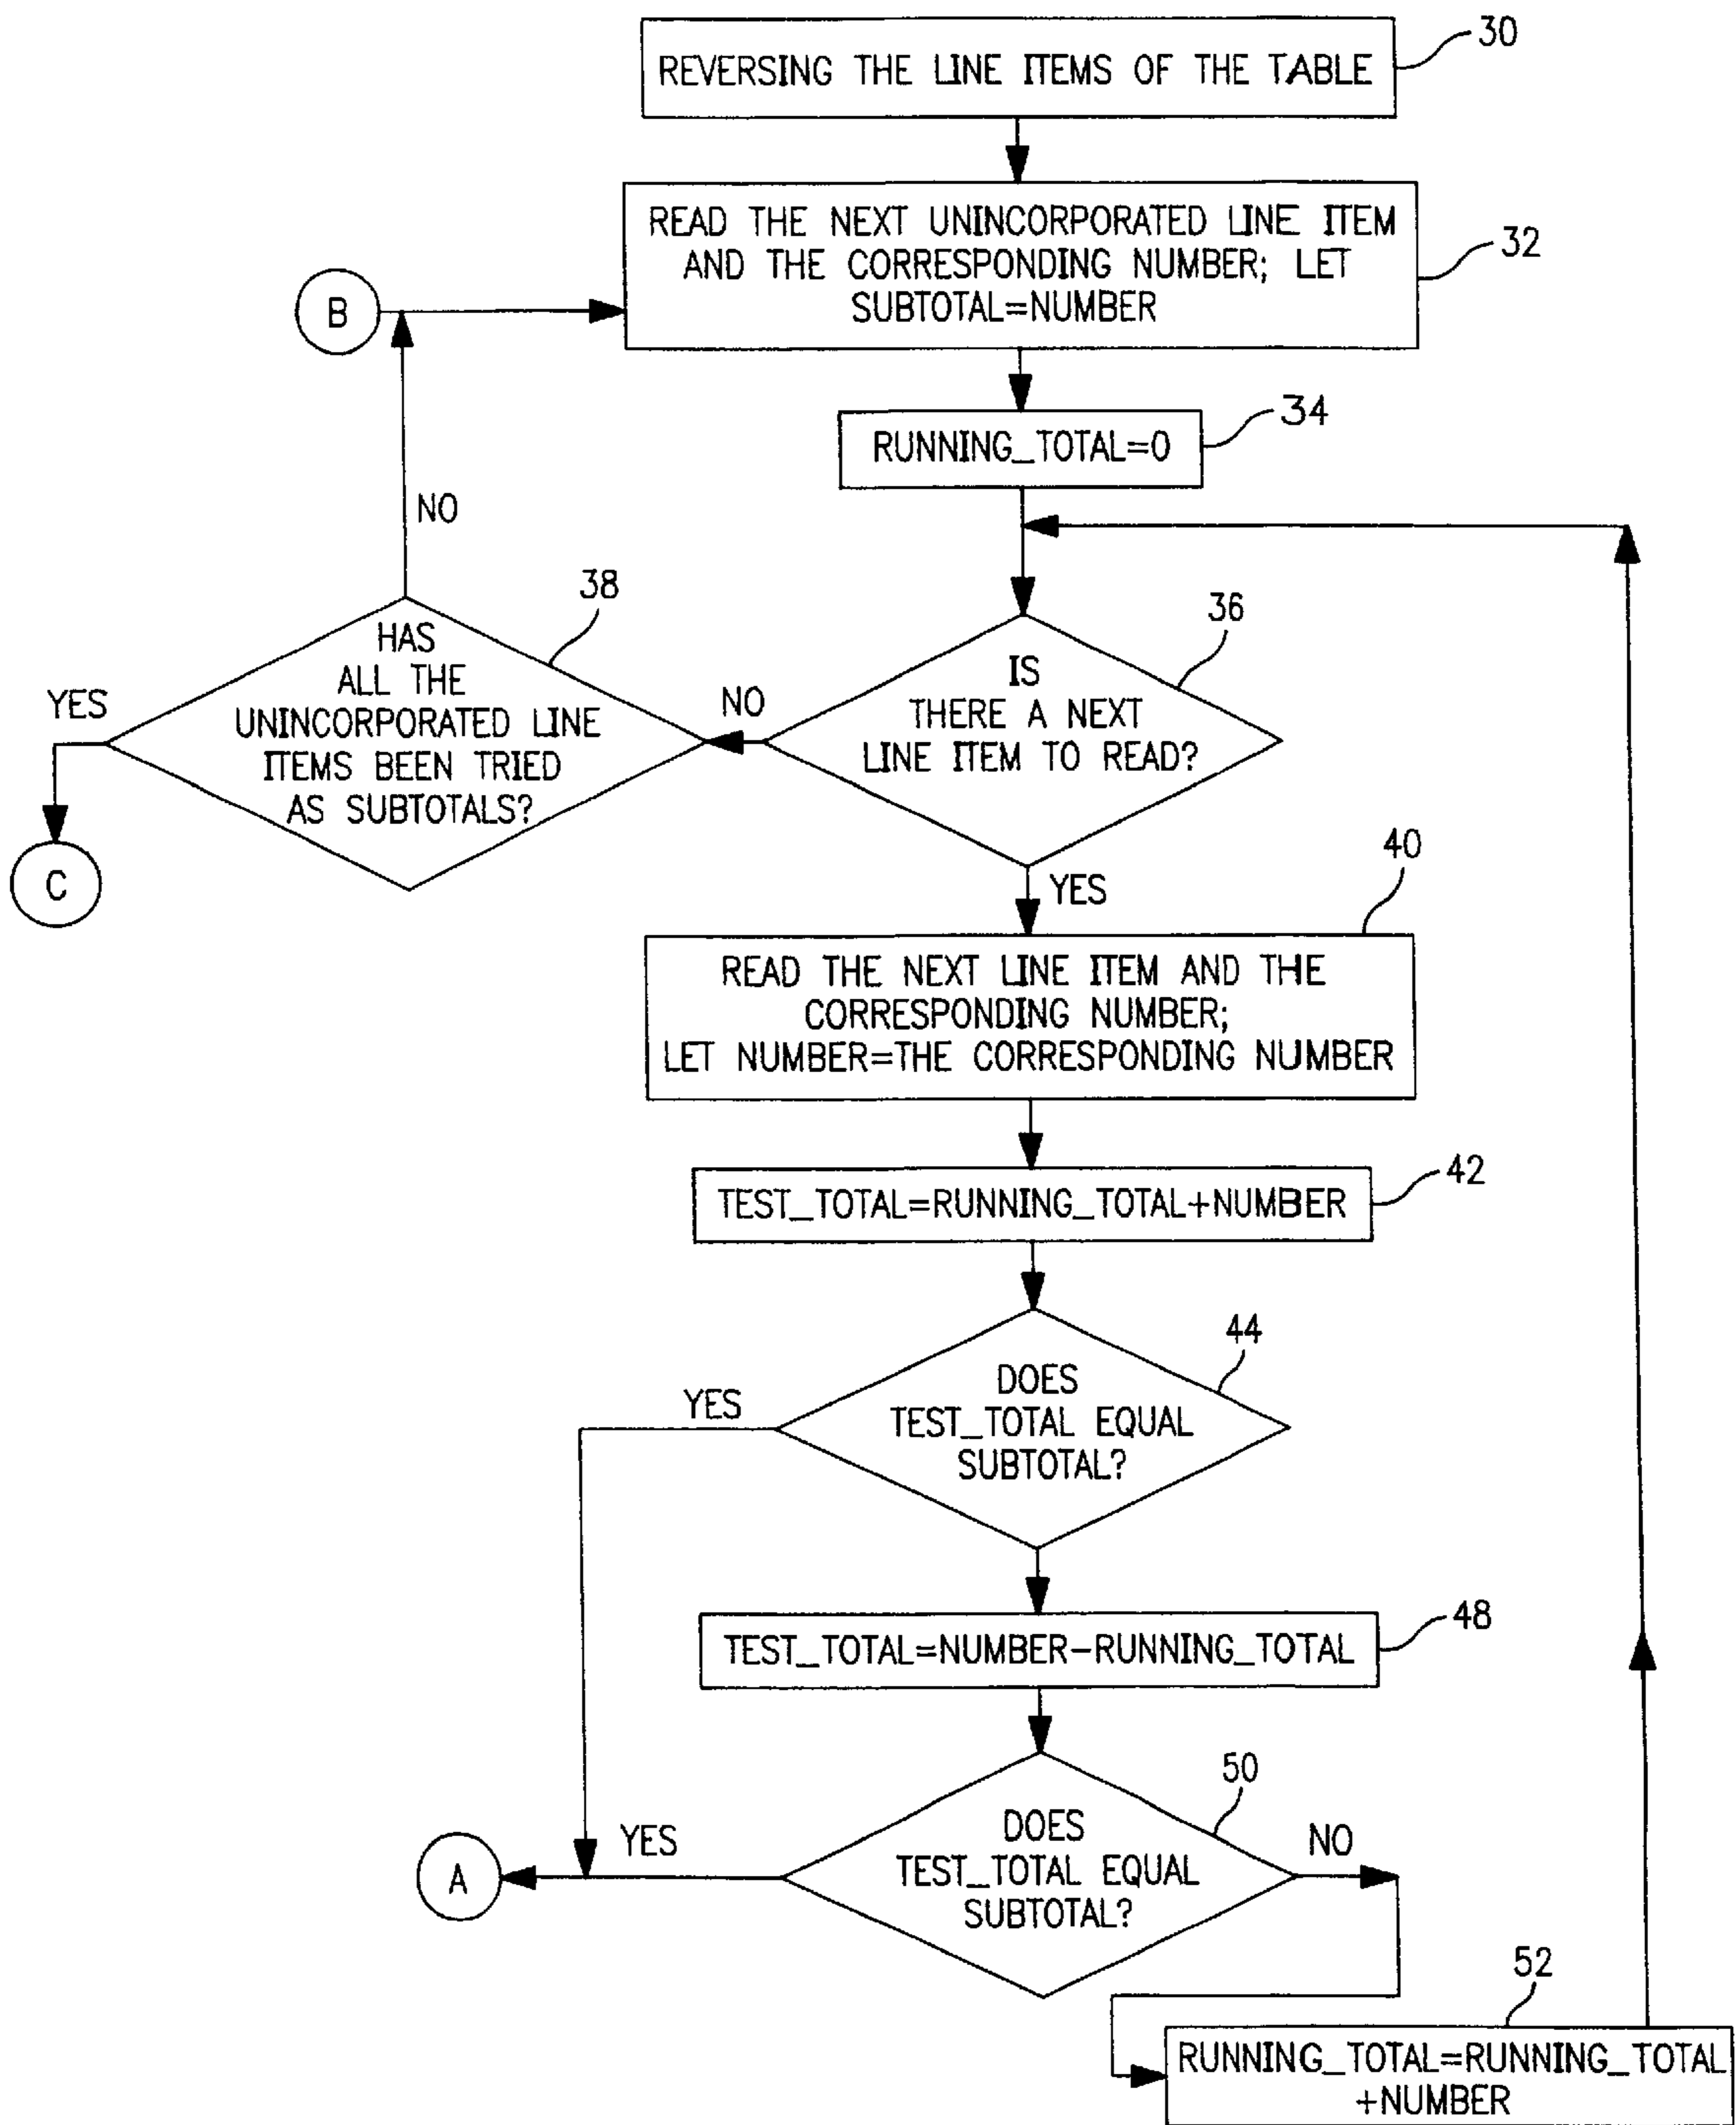 30
REVERSING THE LINE ITEMS OF THE TABLE
READ THE NEXT UNINCORPORATED LINE ITEM
AND THE CORRESPONDING NUMBER; LET
SUBTOTAL=NUMBER
32
B
RUNNING_TOTAL=0
34
NO
38
HAS
ALL THE
UNINCORPORATED LINE
ITEMS BEEN TRIED
AS SUBTOTALS?
YES
C
NO
36
IS
THERE A NEXT
LINE ITEM TO READ?
YES
40
READ THE NEXT LINE ITEM AND THE
CORRESPONDING NUMBER;
LET NUMBER=THE CORRESPONDING NUMBER
TEST_TOTAL=RUNNING_TOTAL+NUMBER
42
44
DOES
TEST_TOTAL EQUAL
SUBTOTAL?
YES
TEST_TOTAL=NUMBER-RUNNING_TOTAL
48
50
DOES
TEST_TOTAL EQUAL
SUBTOTAL?
YES
A
NO
52
RUNNING_TOTAL=RUNNING_TOTAL
+NUMBER